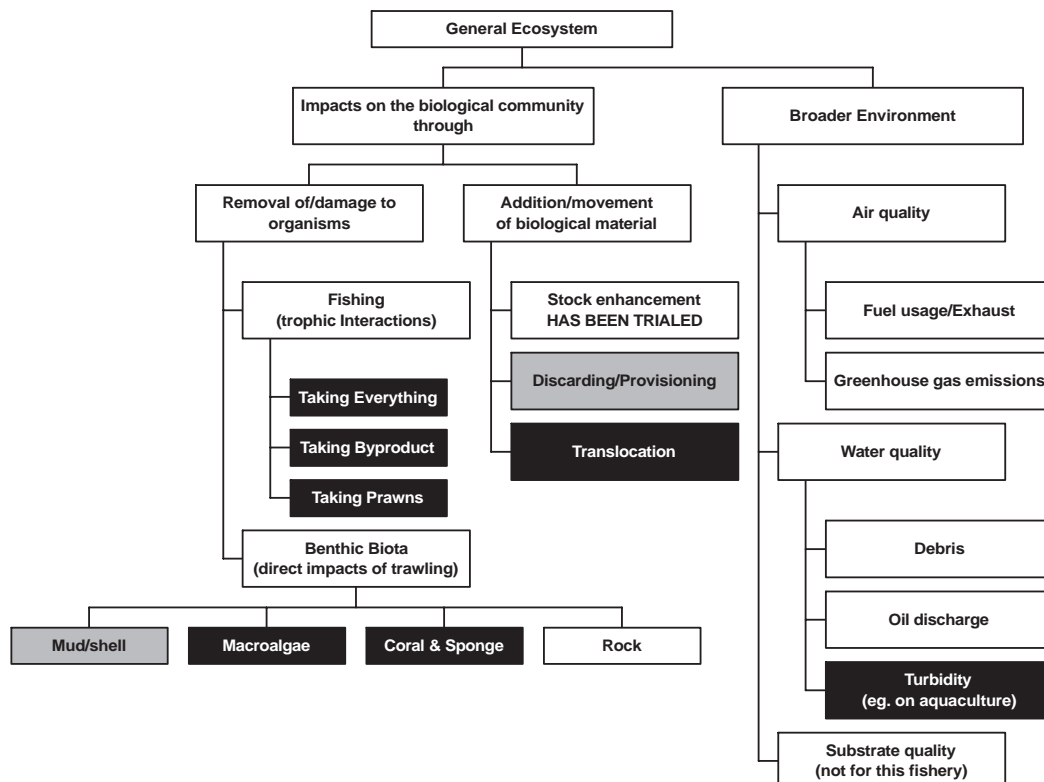 General Ecosystem
Impacts on the biological community
through
Broader Environment
Removal of/damage to
organisms
Addition/movement
of biological material
Air quality
Fishing
(trophic Interactions)
Stock enhancement
HAS BEEN TRIALED
Fuel usage/Exhaust
Taking Everything
Discarding/Provisioning
Greenhouse gas emissions
Taking Byproduct
Translocation
Water quality
Taking Prawns
Benthic Biota
(direct impacts of trawling)
Debris
Mud/shell
Macroalgae
Coral & Sponge
Rock
Oil discharge
Turbidity
(eg. on aquaculture)
Substrate quality
(not for this fishery)